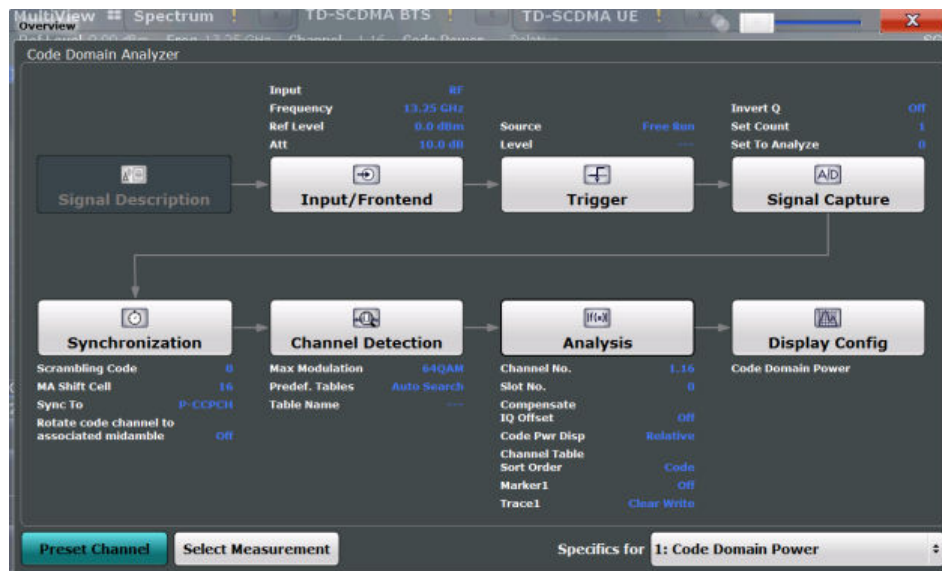 MultiView Spectrum ! TD-SCDMA BTS ! TD-SCDMA UE !
Overview
X
Code Domain Analyzer
Input RF
Frequency 13.25 GHz
Ref Level 0.0 dBm
Att 10.0 dB
Source Free Run
Level ---
Invert Q Off
Set Count 1
Set To Analyze 0
Signal Description
Input/Frontend
Trigger
A/D
Signal Capture
Synchronization
Channel Detection
Analysis
Display Config
Scrambling Code 0
MA Shift Cell 16
Sync To P-CCPCH
Rotate code channel to
associated midamble Off
Max Modulation 64QAM
Predef. Tables Auto Search
Table Name ---
Channel No. 1.16
Slot No. 0
Compensate
IQ Offset Off
Code Pwr Disp Relative
Channel Table
Sort Order Code
Marker1 Off
Trace1 Clear Write
Code Domain Power
Preset Channel
Select Measurement
Specifics for 1: Code Domain Power